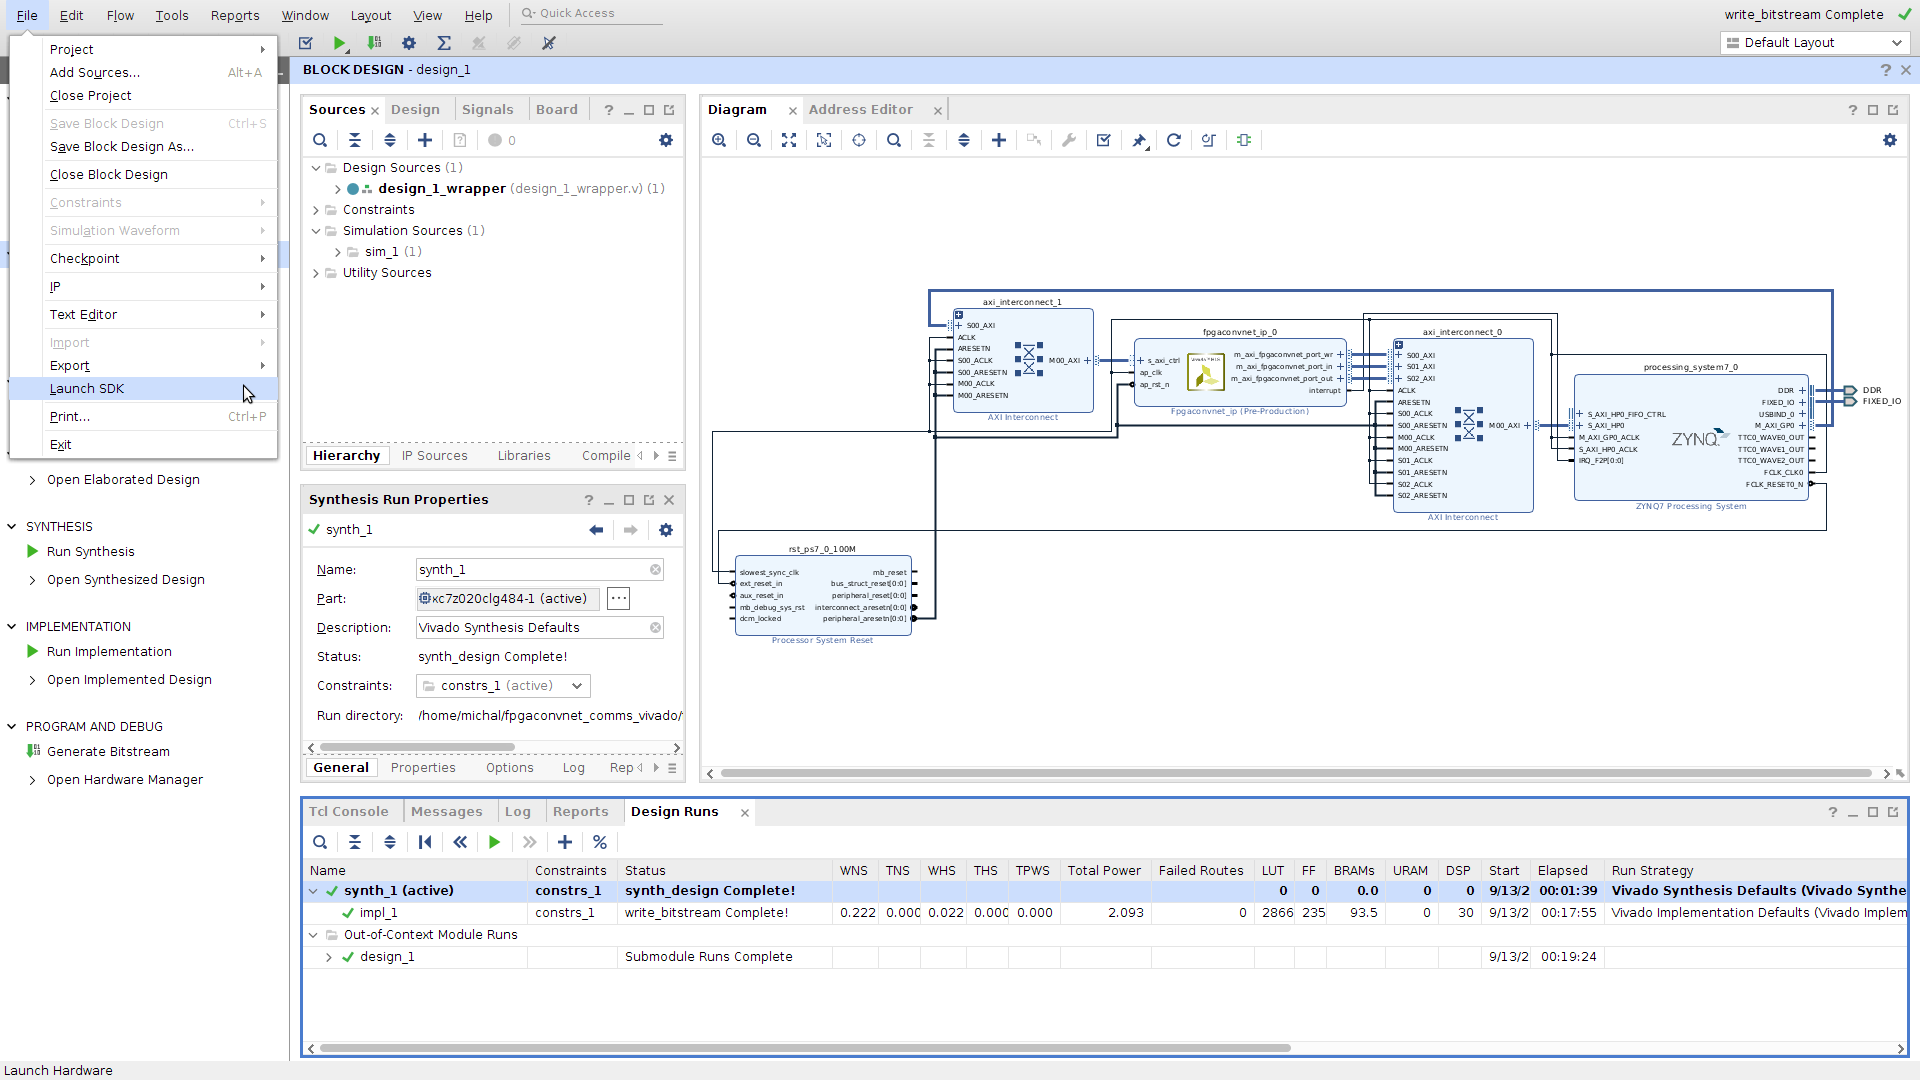 File Edit Flow Tools Reports Window Layout View Help Quick Access write_bitstream Complete
Default Layout
Project
Add Sources... Alt+A
Close Project
Save Block Design Ctrl+S
Save Block Design As...
Close Block Design
Constraints
Simulation Waveform
Checkpoint
IP
Text Editor
Import
Export
Launch SDK
Print... Ctrl+P
Exit
Open Elaborated Design
SYNTHESIS
Run Synthesis
Open Synthesized Design
IMPLEMENTATION
Run Implementation
Open Implemented Design
PROGRAM AND DEBUG
Generate Bitstream
Open Hardware Manager
BLOCK DESIGN - design_1
Sources Design Signals Board
0
Design Sources (1)
design_1_wrapper (design_1_wrapper.v) (1)
Constraints
Simulation Sources (1)
sim_1 (1)
Utility Sources
Hierarchy IP Sources Libraries Compile
Synthesis Run Properties
synth_1
Name: synth_1
Part: xc7z020clg484-1 (active)
Description: Vivado Synthesis Defaults
Status: synth_design Complete!
Constraints: constrs_1 (active)
Run directory: /home/michal/fpgaconvnet_comms_vivado/
General Properties Options Log Rep
Diagram Address Editor
axi_interconnect_1
S00_AXI
ACLK
ARESETN
S00_ACLK
S00_ARESETN
M00_ACLK
M00_ARESETN
M00_AXI
AXI Interconnect
fpgaconvnet_ip_0
s_axi_ctrl
ap_clk
ap_rst_n
m_axi_fpgaconvnet_port_wr
m_axi_fpgaconvnet_port_in
m_axi_fpgaconvnet_port_out
interrupt
Fpgaconvnet_ip (Pre-Production)
axi_interconnect_0
S00_AXI
S01_AXI
S02_AXI
ACLK
ARESETN
S00_ACLK
S00_ARESETN
M00_ACLK
M00_ARESETN
S01_ACLK
S01_ARESETN
S02_ACLK
S02_ARESETN
M00_AXI
AXI Interconnect
processing_system7_0
S_AXI_HP0_FIFO_CTRL
S_AXI_HP0
M_AXI_GP0_ACLK
S_AXI_HP0_ACLK
IRQ_F2P[0:0]
ZYNQ
DDR
FIXED_IO
USBIND_0
M_AXI_GP0
TTC0_WAVE0_OUT
TTC0_WAVE1_OUT
TTC0_WAVE2_OUT
FCLK_CLK0
FCLK_RESET0_N
ZYNQ7 Processing System
DDR
FIXED_IO
rst_ps7_0_100M
slowest_sync_clk
ext_reset_in
aux_reset_in
mb_debug_sys_rst
dcm_locked
mb_reset
bus_struct_reset[0:0]
peripheral_reset[0:0]
interconnect_aresetn[0:0]
peripheral_aresetn[0:0]
Processor System Reset
Tcl Console Messages Log Reports Design Runs
Name Constraints Status WNS TNS WHS THS TPWS Total Power Failed Routes LUT FF BRAMs URAM DSP Start Elapsed Run Strategy
synth_1 (active) constrs_1 synth_design Complete! 0 0 0.0 0 0 9/13/2 00:01:39 Vivado Synthesis Defaults (Vivado Synthe
impl_1 constrs_1 write_bitstream Complete! 0.222 0.000 0.022 0.000 0.000 2.093 0 2866 235 93.5 0 30 9/13/2 00:17:55 Vivado Implementation Defaults (Vivado Implem
Out-of-Context Module Runs
design_1 Submodule Runs Complete 9/13/2 00:19:24
Launch Hardware